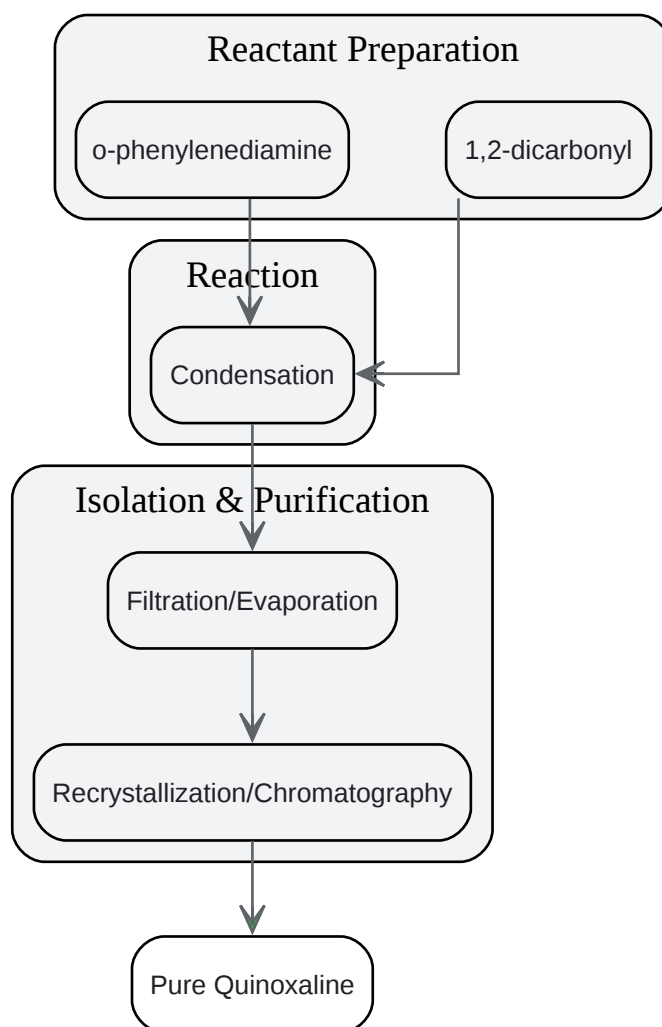 Reactant Preparation
o-phenylenediamine
1,2-dicarbonyl
Reaction
Condensation
Isolation & Purification
Filtration/Evaporation
Recrystallization/Chromatography
Pure Quinoxaline